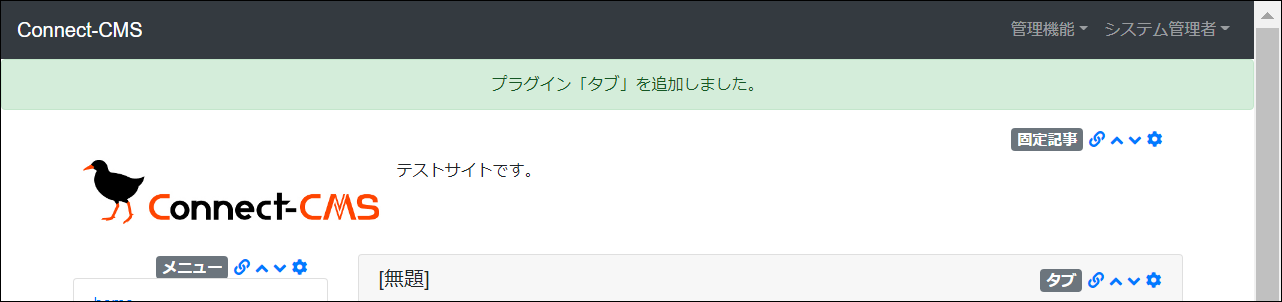 Connect-CMS 管理機能 システム管理者
プラグイン「タブ」を追加しました。
固定記事
テストサイトです。
Connect-CMS
メニュー
[無題] タブ